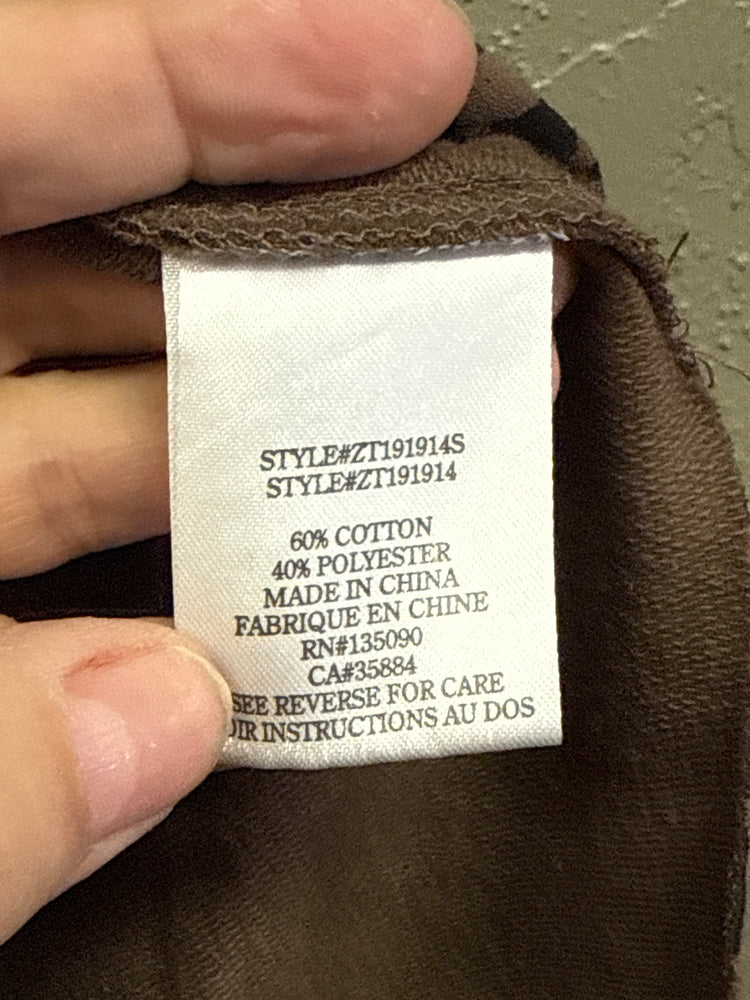 STYLE#ZT191914S
STYLE#ZT191914
60% COTTON
40% POLYESTER
MADE IN CHINA
FABRIQUE EN CHINE
RN#135090
CA#35884
SEE REVERSE FOR CARE
INSTRUCTIONS AU DOS